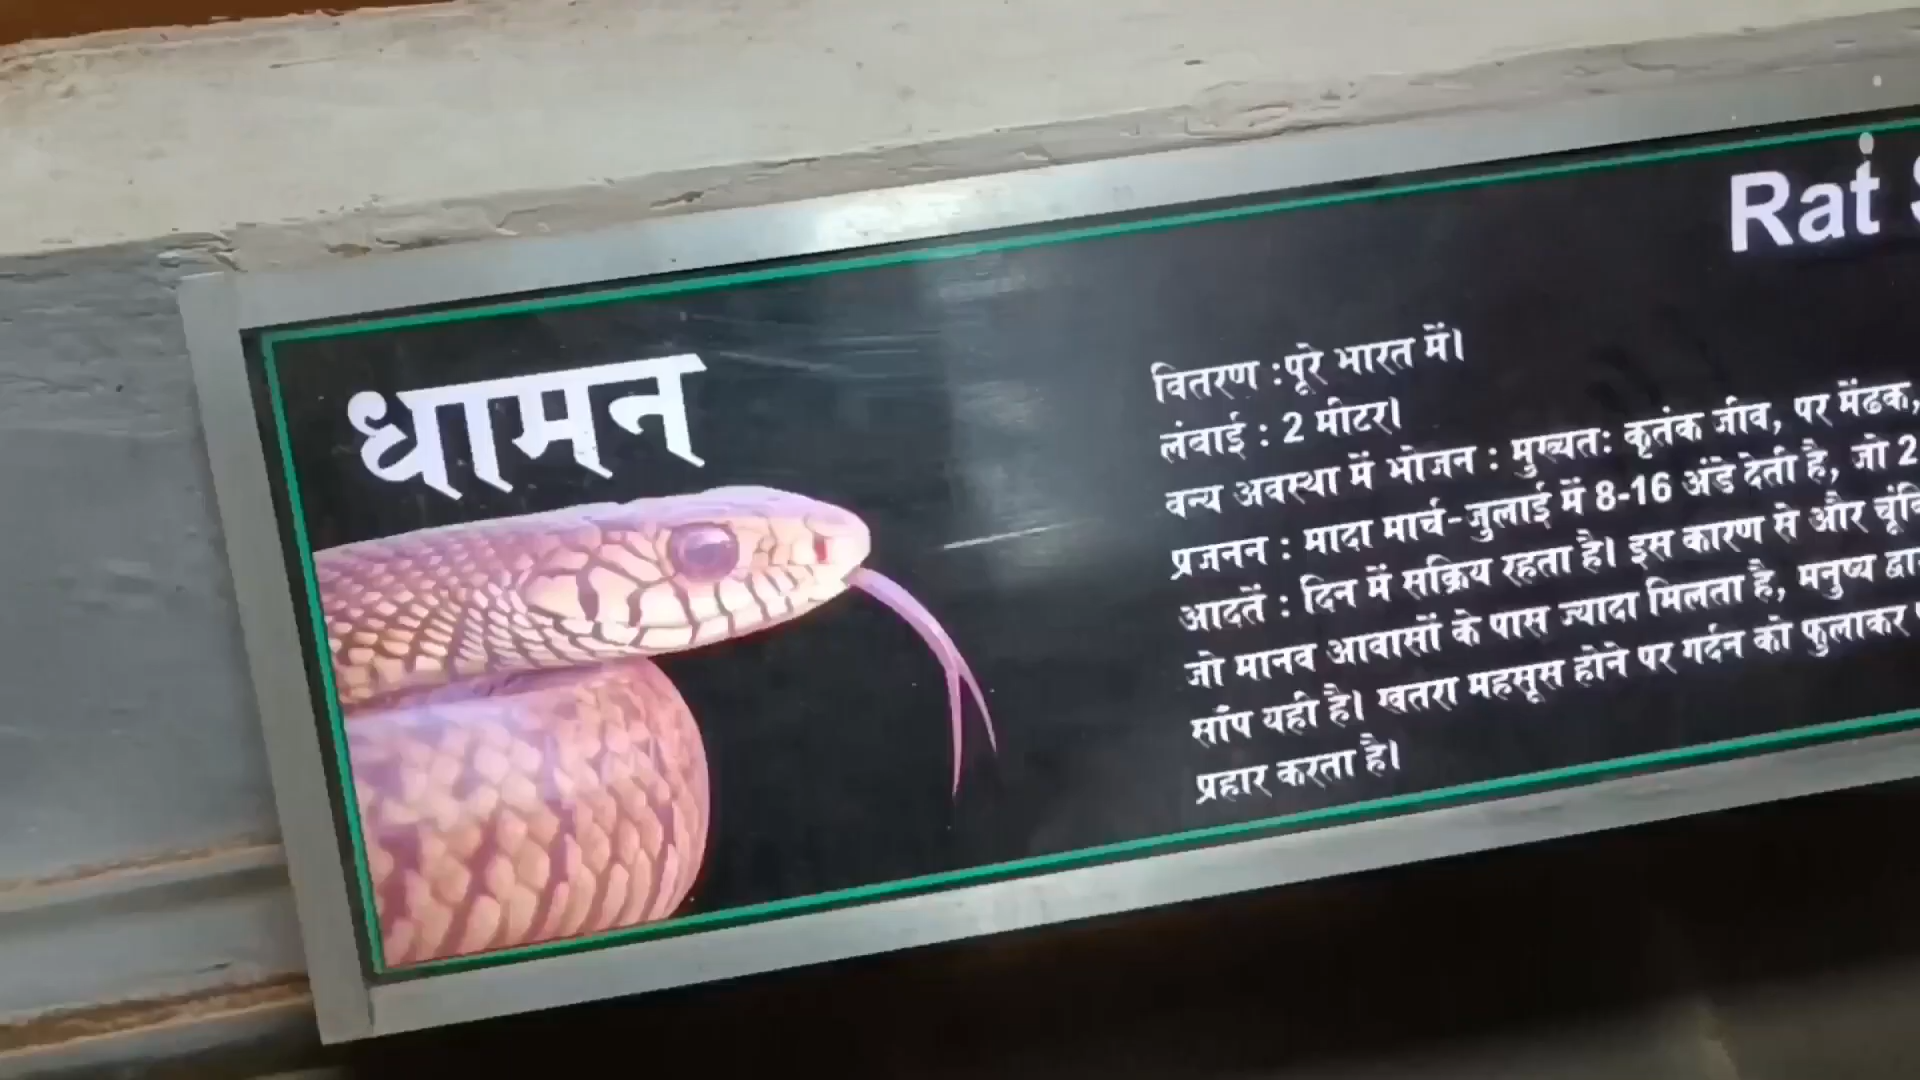 धामन
Rat
वितरण :पूरे भारत में।
लंवाई : 2 मीटर।
वन्य अवस्था में भोजन : मुख्यतः कृतंक जीव, पर मेंढक,
प्रजनन : मादा मार्च-जुलाई में 8-16 अंडे देती है, जो 2
आदतें : दिन में सक्रिय रहता है। इस कारण से और
जो मानव आवासों के पास ज्यादा मिलता है, मनुष्य
साँप यही है। खतरा महसूस होने पर गर्दन को फुलाकर
प्रहार करता है।